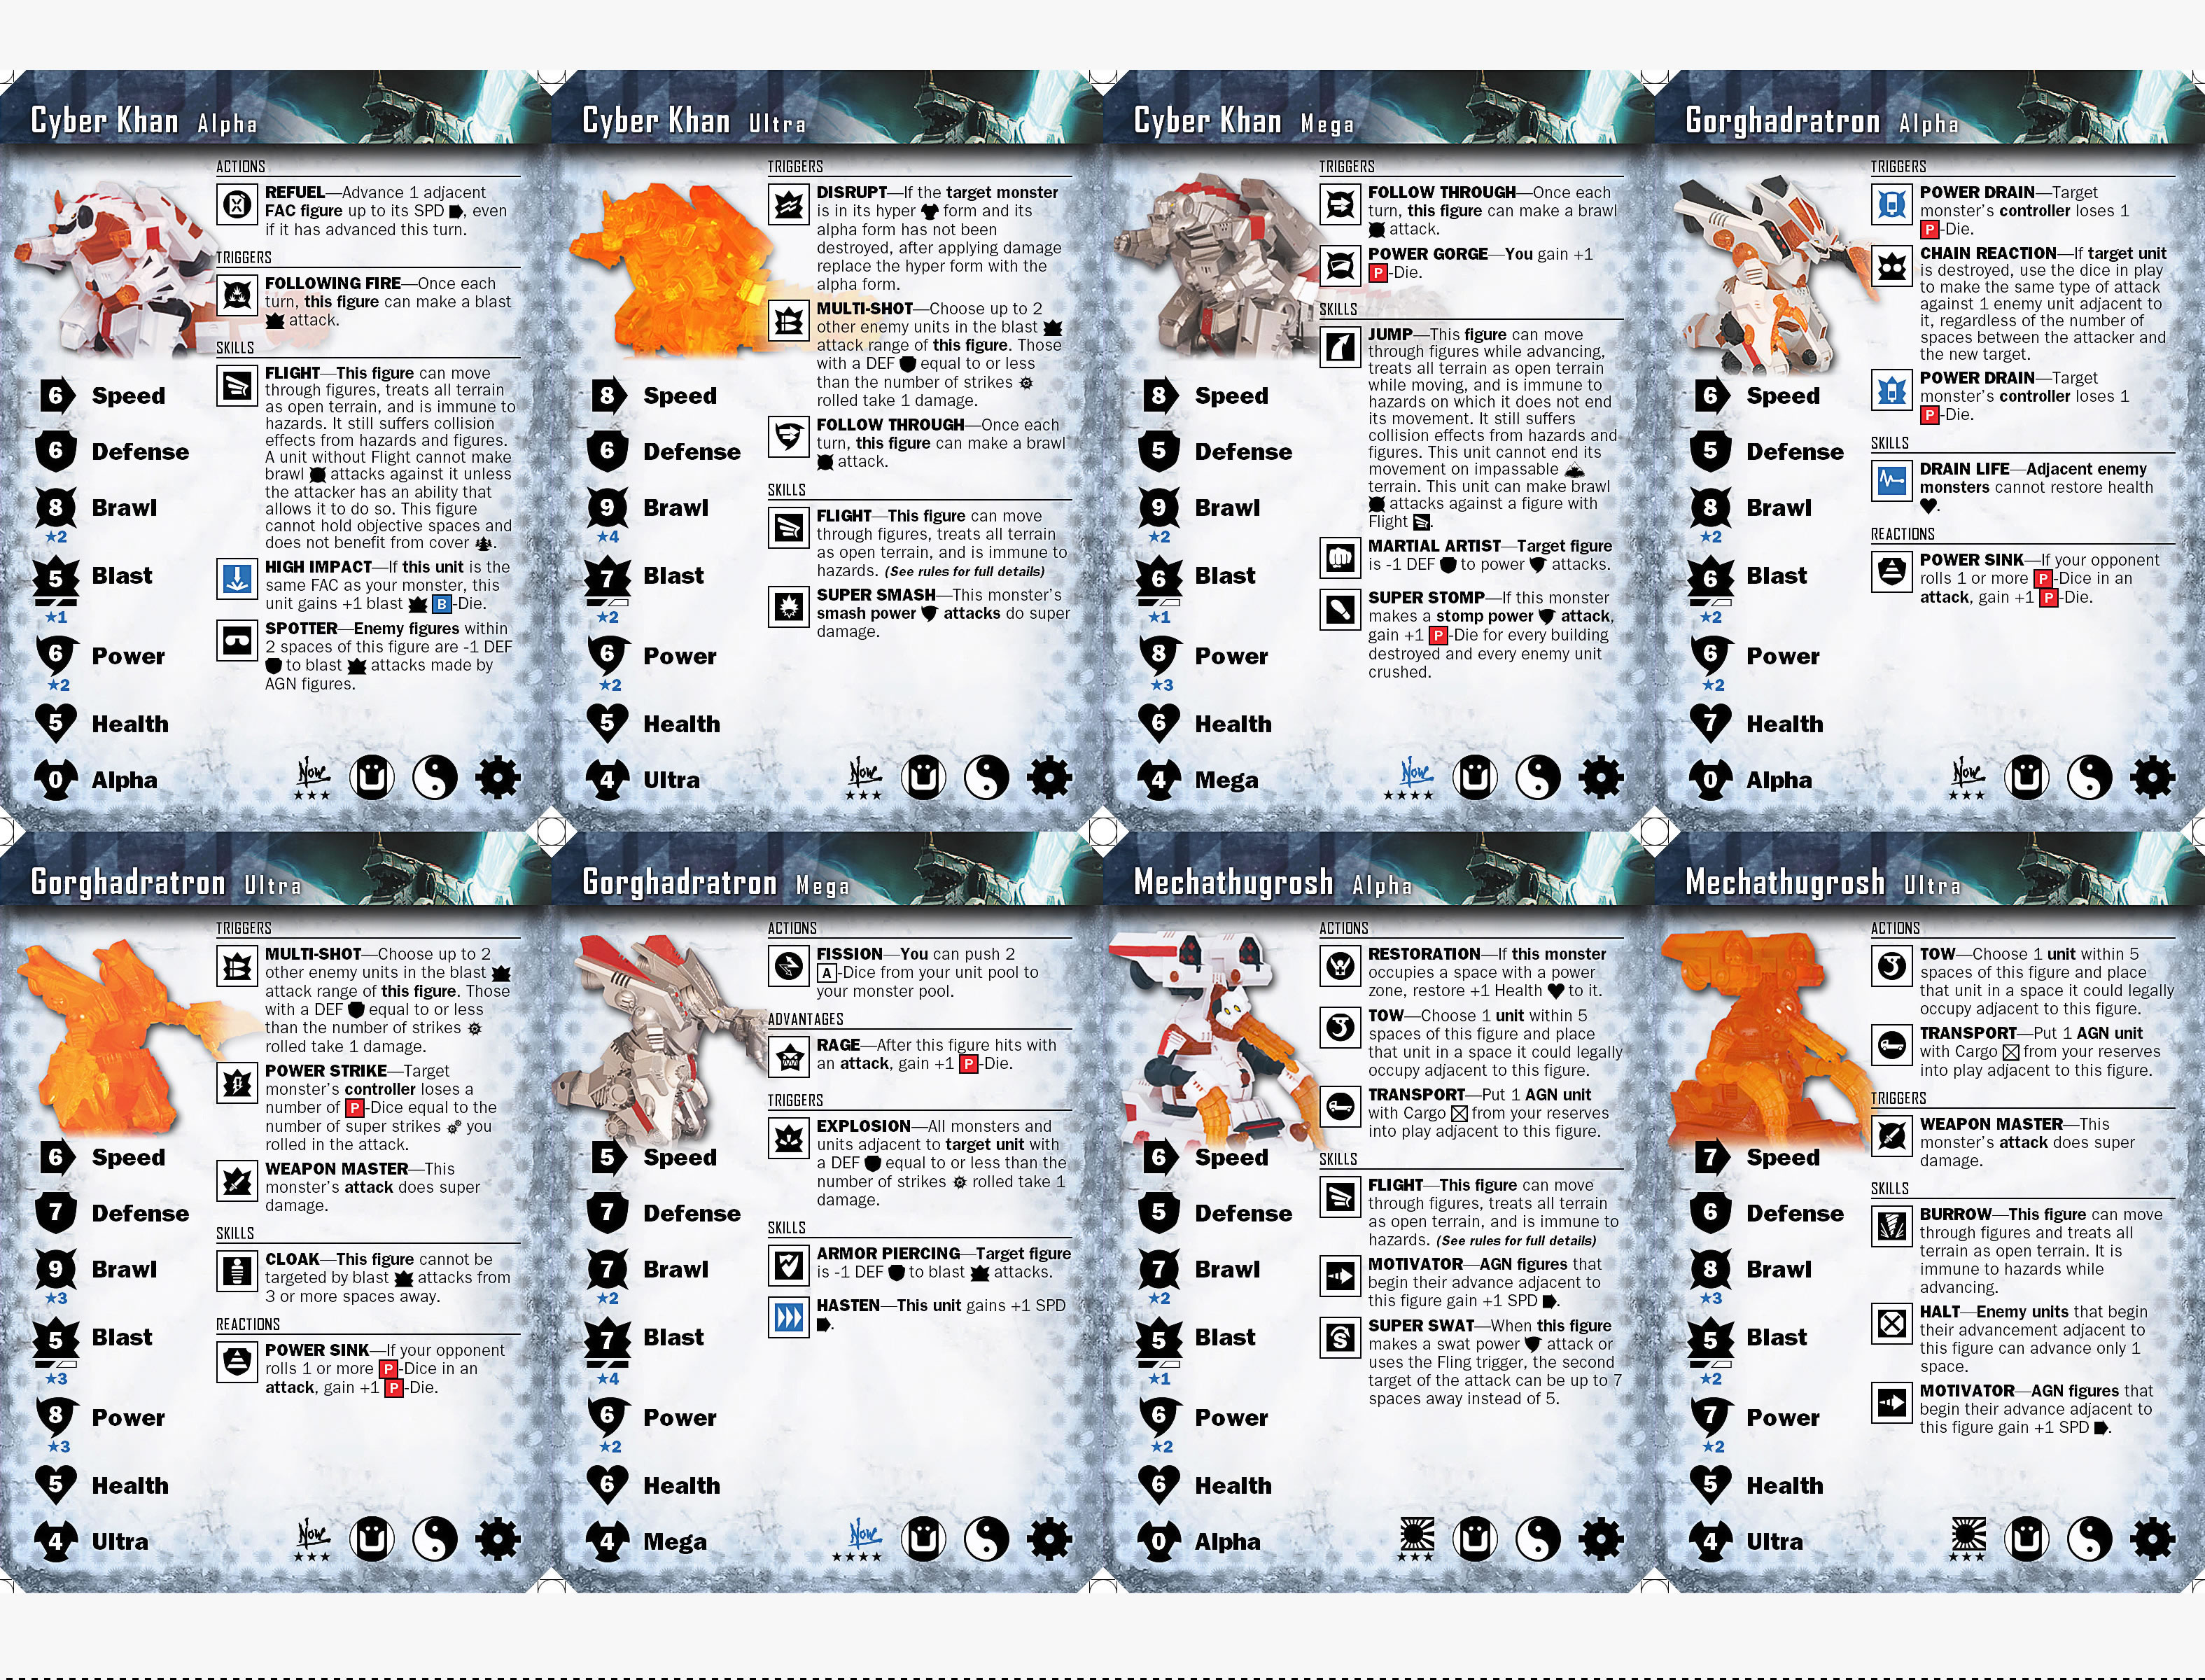 Cyber Khan Alpha
ACTIONS
REFUEL—Advance 1 adjacent
FAC figure up to its SPD , even
if it has advanced this turn.
TRIGGERS
FOLLOWING FIRE—Once each
turn, this figure can make a blast
attack.
SKILLS
FLIGHT—This figure can move
through figures, treats all terrain
as open terrain, and is immune to
hazards. It still suffers collision
effects from hazards and figures.
A unit without Flight cannot make
brawl attacks against it unless
the attacker has an ability that
allows it to do so. This figure
cannot hold objective spaces and
does not benefit from cover .
HIGH IMPACT—If this unit is the
same FAC as your monster, this
unit gains +1 blast B-Die.
SPOTTER—Enemy figures within
2 spaces of this figure are -1 DEF
to blast attacks made by
AGN figures.
6 Speed
6 Defense
8 Brawl
★2
5 Blast
★1
6 Power
★2
5 Health
0 Alpha
Now
★★★
Ü
Cyber Khan Ultra
TRIGGERS
DISRUPT—If the target monster
is in its hyper form and its
alpha form has not been
destroyed, after applying damage
replace the hyper form with the
alpha form.
MULTI-SHOT—Choose up to 2
other enemy units in the blast
attack range of this figure. Those
with a DEF equal to or less
than the number of strikes
rolled take 1 damage.
FOLLOW THROUGH—Once each
turn, this figure can make a brawl
attack.
SKILLS
FLIGHT—This figure can move
through figures, treats all terrain
as open terrain, and is immune to
hazards. (See rules for full details)
SUPER SMASH—This monster's
smash power attacks do super
damage.
8 Speed
6 Defense
9 Brawl
★4
7 Blast
★2
6 Power
★2
5 Health
4 Ultra
Now
★★★
Ü
Cyber Khan Mega
TRIGGERS
FOLLOW THROUGH—Once each
turn, this figure can make a brawl
attack.
POWER GORGE—You gain +1
P-Die.
SKILLS
JUMP—This figure can move
through figures while advancing,
treats all terrain as open terrain
while moving, and is immune to
hazards on which it does not end
its movement. It still suffers
collision effects from hazards and
figures. This unit cannot end its
movement on impassable
terrain. This unit can make brawl
attacks against a figure with
Flight .
MARTIAL ARTIST—Target figure
is -1 DEF to power attacks.
SUPER STOMP—If this monster
makes a stomp power attack,
gain +1 P-Die for every building
destroyed and every enemy unit
crushed.
8 Speed
5 Defense
9 Brawl
★2
6 Blast
★1
8 Power
★3
6 Health
4 Mega
Now
★★★★
Ü
Gorghadratron Alpha
TRIGGERS
POWER DRAIN—Target
monster's controller loses 1
P-Die.
CHAIN REACTION—If target unit
is destroyed, use the dice in play
to make the same type of attack
against 1 enemy unit adjacent to
it, regardless of the number of
spaces between the attacker and
the new target.
POWER DRAIN—Target
monster's controller loses 1
P-Die.
SKILLS
DRAIN LIFE—Adjacent enemy
monsters cannot restore health
.
REACTIONS
POWER SINK—If your opponent
rolls 1 or more P-Dice in an
attack, gain +1 P-Die.
6 Speed
5 Defense
8 Brawl
★2
6 Blast
★2
6 Power
★2
7 Health
0 Alpha
Now
★★★
Ü
Gorghadratron Ultra
TRIGGERS
MULTI-SHOT—Choose up to 2
other enemy units in the blast
attack range of this figure. Those
with a DEF equal to or less
than the number of strikes
rolled take 1 damage.
POWER STRIKE—Target
monster's controller loses a
number of P-Dice equal to the
number of super strikes you
rolled in the attack.
WEAPON MASTER—This
monster's attack does super
damage.
SKILLS
CLOAK—This figure cannot be
targeted by blast attacks from
3 or more spaces away.
REACTIONS
POWER SINK—If your opponent
rolls 1 or more P-Dice in an
attack, gain +1 P-Die.
6 Speed
7 Defense
9 Brawl
★3
5 Blast
★3
8 Power
★3
5 Health
4 Ultra
Now
★★★
Ü
Gorghadratron Mega
ACTIONS
FISSION—You can push 2
A-Dice from your unit pool to
your monster pool.
ADVANTAGES
RAGE—After this figure hits with
an attack, gain +1 P-Die.
TRIGGERS
EXPLOSION—All monsters and
units adjacent to target unit with
a DEF equal to or less than the
number of strikes rolled take 1
damage.
SKILLS
ARMOR PIERCING—Target figure
is -1 DEF to blast attacks.
HASTEN—This unit gains +1 SPD
.
5 Speed
7 Defense
7 Brawl
★2
7 Blast
★4
6 Power
★2
6 Health
4 Mega
Now
★★★★
Ü
Mechathugrosh Alpha
ACTIONS
RESTORATION—If this monster
occupies a space with a power
zone, restore +1 Health to it.
TOW—Choose 1 unit within 5
spaces of this figure and place
that unit in a space it could legally
occupy adjacent to this figure.
TRANSPORT—Put 1 AGN unit
with Cargo from your reserves
into play adjacent to this figure.
SKILLS
FLIGHT—This figure can move
through figures, treats all terrain
as open terrain, and is immune to
hazards. (See rules for full details)
MOTIVATOR—AGN figures that
begin their advance adjacent to
this figure gain +1 SPD .
SUPER SWAT—When this figure
makes a swat power attack or
uses the Fling trigger, the second
target of the attack can be up to 7
spaces away instead of 5.
6 Speed
5 Defense
7 Brawl
★2
5 Blast
★1
6 Power
★2
6 Health
0 Alpha
★★★
Ü
Mechathugrosh Ultra
ACTIONS
TOW—Choose 1 unit within 5
spaces of this figure and place
that unit in a space it could legally
occupy adjacent to this figure.
TRANSPORT—Put 1 AGN unit
with Cargo from your reserves
into play adjacent to this figure.
TRIGGERS
WEAPON MASTER—This
monster's attack does super
damage.
SKILLS
BURROW—This figure can move
through figures and treats all
terrain as open terrain. It is
immune to hazards while
advancing.
HALT—Enemy units that begin
their advancement adjacent to
this figure can advance only 1
space.
MOTIVATOR—AGN figures that
begin their advance adjacent to
this figure gain +1 SPD .
7 Speed
6 Defense
8 Brawl
★3
5 Blast
★2
7 Power
★2
5 Health
4 Ultra
★★★
Ü